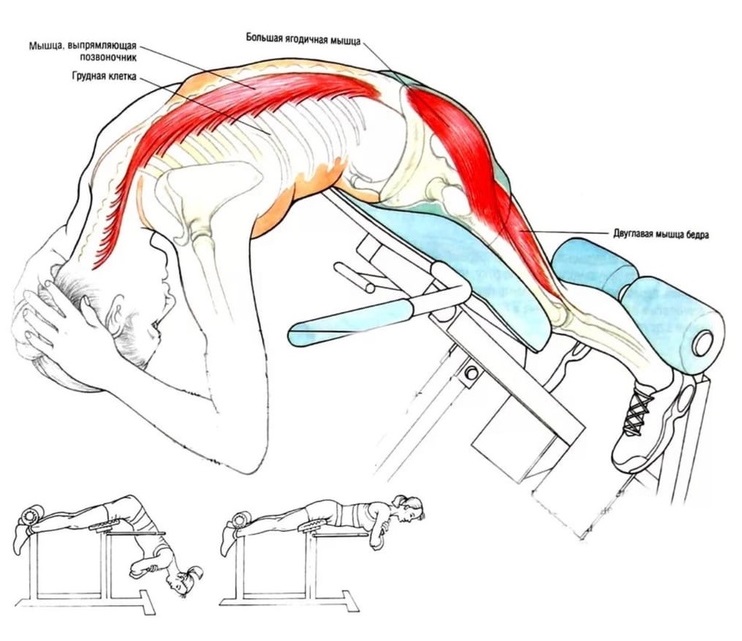 Мышца, выпрямляющая
позвоночник
Грудная клетка
Большая ягодичная мышца
Двуглавая мышца бедра